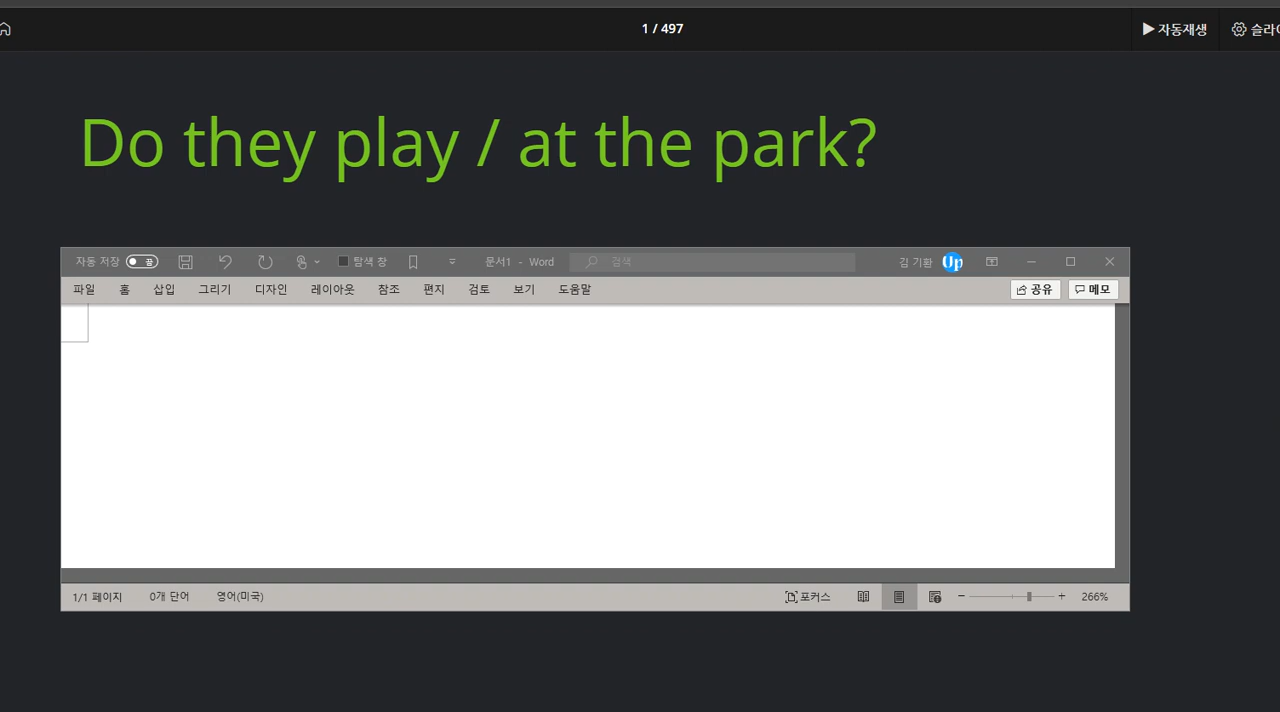 1 / 497
자동재생
슬라이
Do they play / at the park?
자동 저장 끔 탐색 창 문서1 - Word 검색 김 기환 Up
파일 홈 삽입 그리기 디자인 레이아웃 참조 편지 검토 보기 도움말 공유 메모
1/1 페이지 0개 단어 영어(미국) 포커스 266%